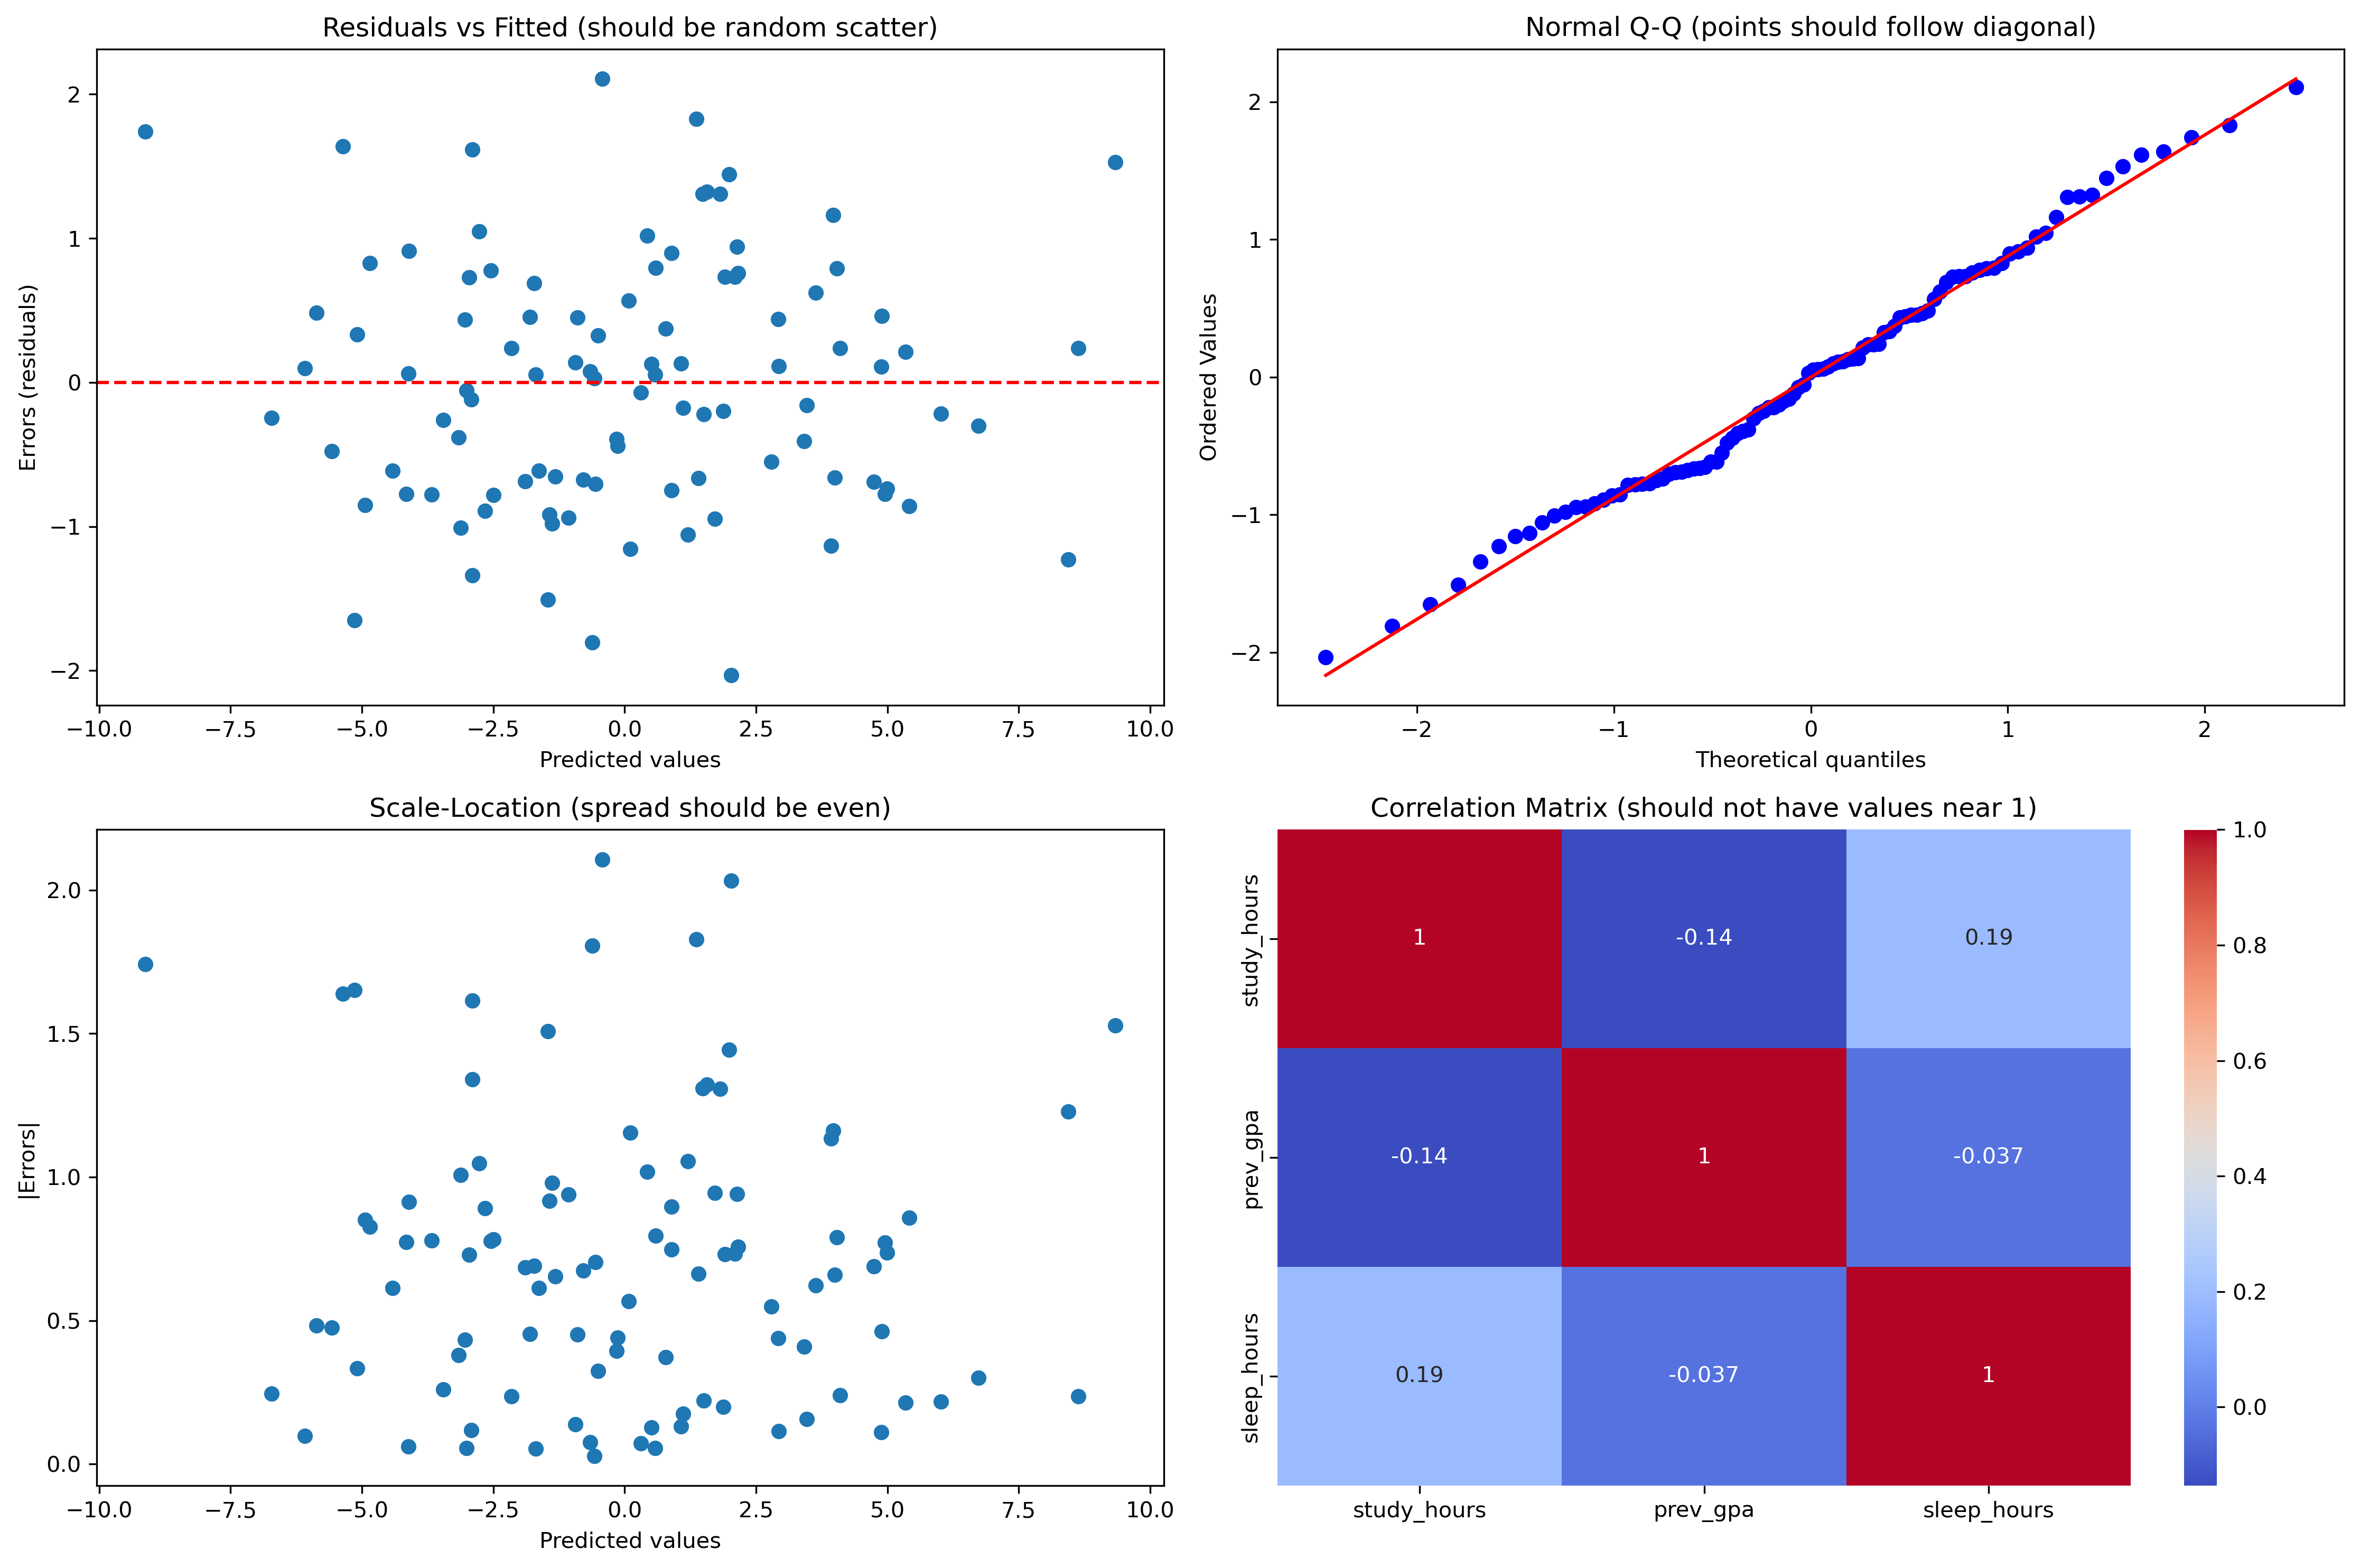 Residuals vs Fitted (should be random scatter)
Errors (residuals)
2
1
0
−1
−2
−10.0 −7.5 −5.0 −2.5 0.0 2.5 5.0 7.5 10.0
Predicted values
Normal Q-Q (points should follow diagonal)
Ordered Values
2
1
0
−1
−2
−2 −1 0 1 2
Theoretical quantiles
Scale-Location (spread should be even)
|Errors|
2.0
1.5
1.0
0.5
0.0
−10.0 −7.5 −5.0 −2.5 0.0 2.5 5.0 7.5 10.0
Predicted values
Correlation Matrix (should not have values near 1)
study_hours
1 -0.14 0.19
prev_gpa
-0.14 1 -0.037
sleep_hours
0.19 -0.037 1
study_hours prev_gpa sleep_hours
1.0
0.8
0.6
0.4
0.2
0.0